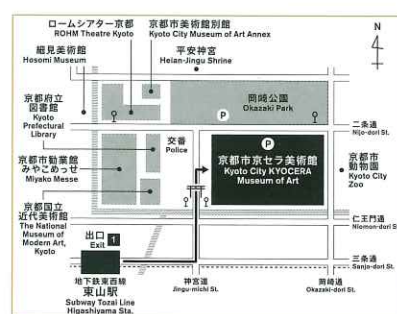 ロームシアター京都
ROHM Theatre Kyoto
京都市美術館別館
Kyoto City Museum of Art Annex
細見美術館
Hosomi Museum
平安神宮
Heian-Jingu Shrine
N
4
岡崎公園
Okazaki Park
P
京都府立
図書館
Kyoto
Prefectural
Library
二条通
Nijo-dori St.
交番
Police
P
京都市京セラ美術館
Kyoto City KYOCERA
Museum of Art
京都市勧業館
みやこめっせ
Miyako Messe
京都市
動物園
Kyoto City
Zoo
京都国立
近代美術館
The National
Museum of
Modern Art,
Kyoto
仁王門通
Niomon-dori St.
出口
Exit
1
三条通
Sanjo-dori St.
地下鉄東西線
東山駅
Subway Tozai Line
Higashiyama Sta.
神宮道
Jingu-michi St.
岡崎通
Okazaki-dori St.